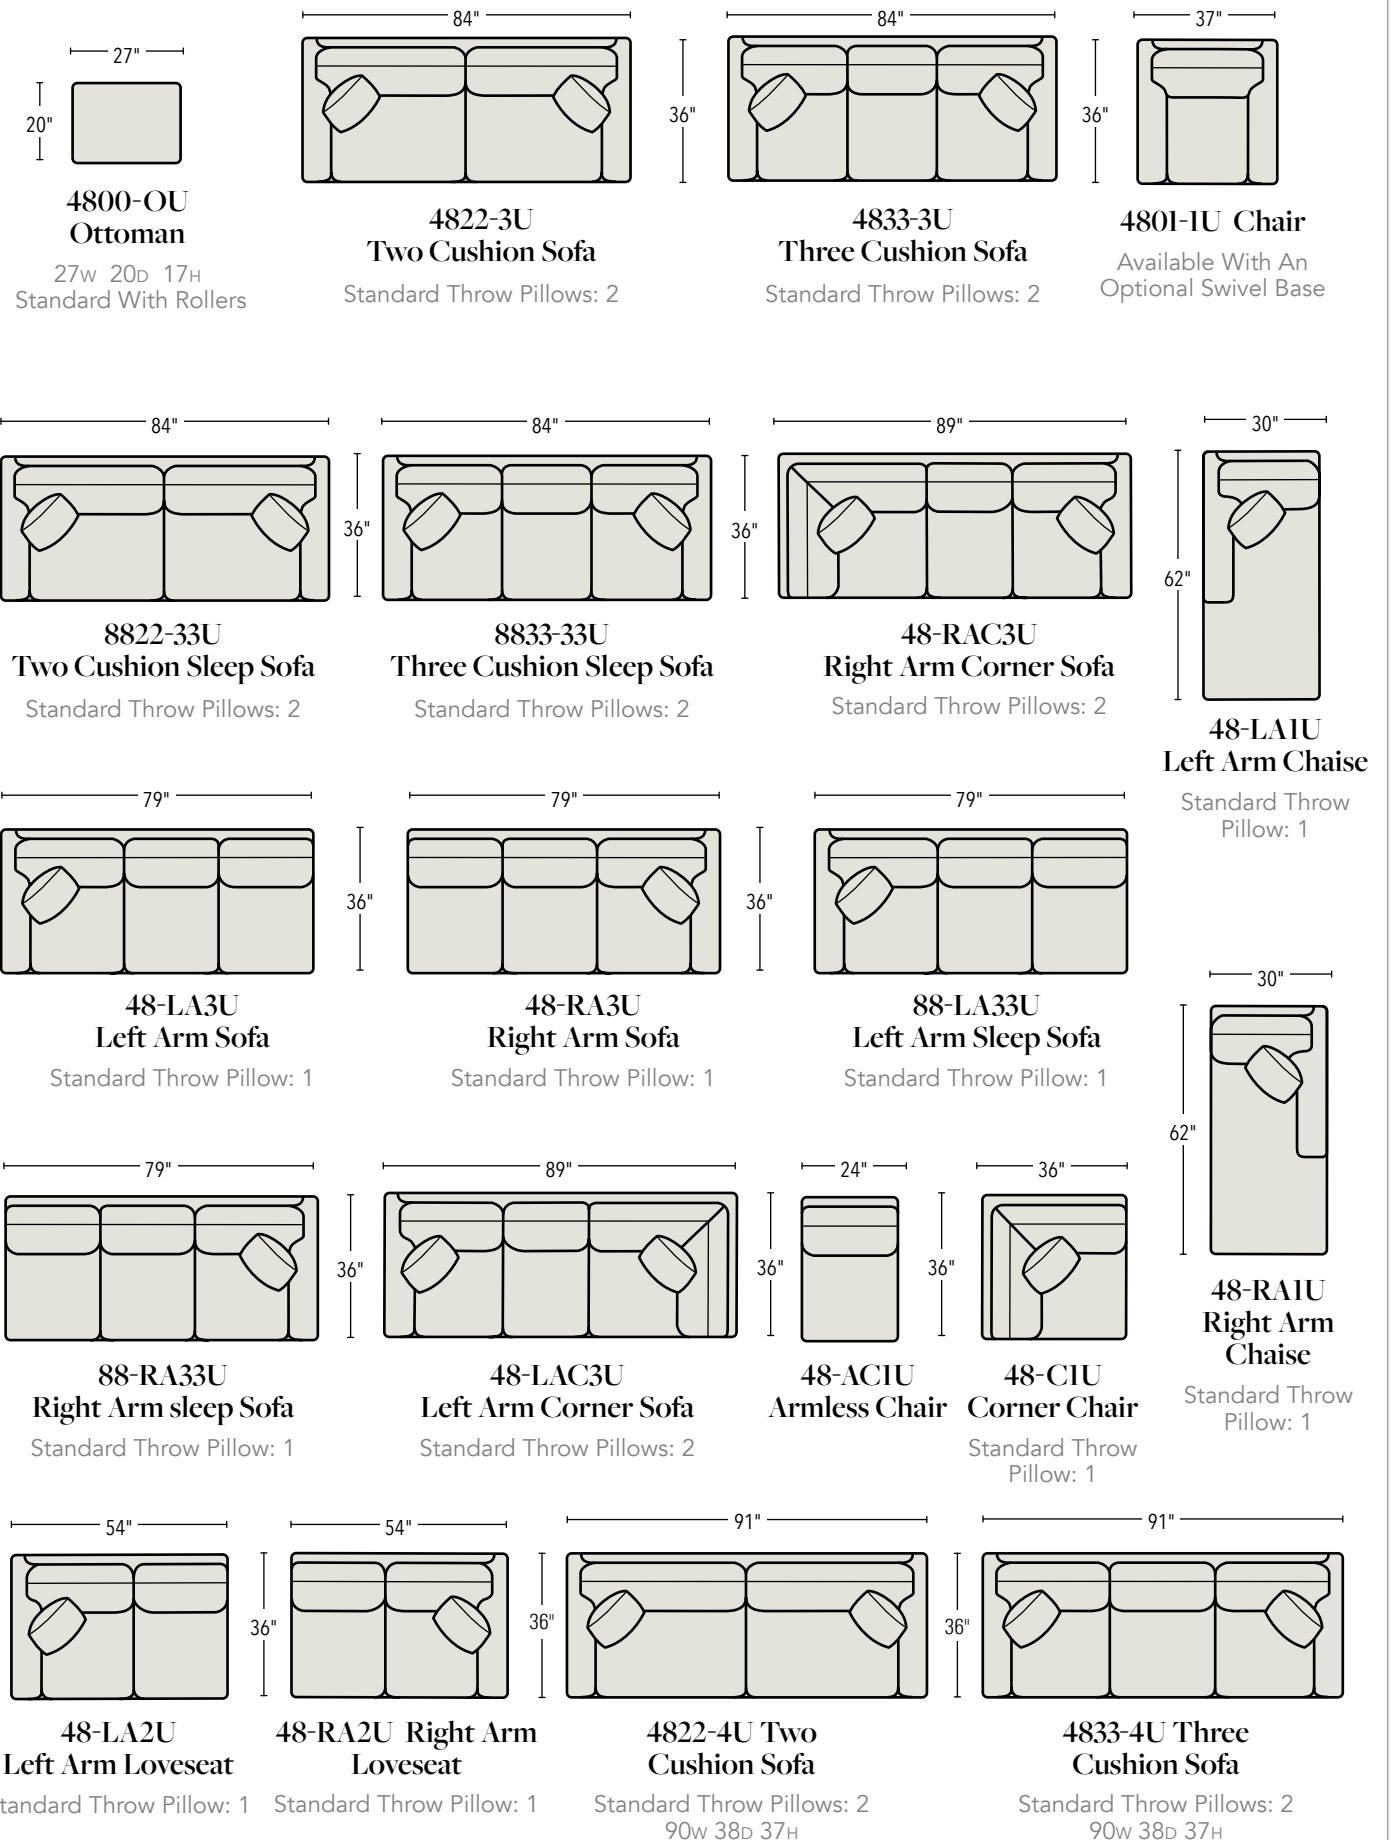 84"
84"
37"
27"
20"
36"
36"
4800-OU
Ottoman
27W 20D 17H
Standard With Rollers
4822-3U
Two Cushion Sofa
Standard Throw Pillows: 2
4833-3U
Three Cushion Sofa
Standard Throw Pillows: 2
4801-1U Chair
Available With An
Optional Swivel Base
84"
84"
89"
30"
36"
36"
62"
8822-33U
Two Cushion Sleep Sofa
Standard Throw Pillows: 2
8833-33U
Three Cushion Sleep Sofa
Standard Throw Pillows: 2
48-RAC3U
Right Arm Corner Sofa
Standard Throw Pillows: 2
48-LA1U
Left Arm Chaise
Standard Throw
Pillow: 1
79"
79"
79"
36"
36"
48-LA3U
Left Arm Sofa
Standard Throw Pillow: 1
48-RA3U
Right Arm Sofa
Standard Throw Pillow: 1
88-LA33U
Left Arm Sleep Sofa
Standard Throw Pillow: 1
30"
62"
48-RA1U
Right Arm
Chaise
Standard Throw
Pillow: 1
79"
89"
24"
36"
36"
36"
36"
88-RA33U
Right Arm sleep Sofa
Standard Throw Pillow: 1
48-LAC3U
Left Arm Corner Sofa
Standard Throw Pillows: 2
48-AC1U
Armless Chair
48-C1U
Corner Chair
Standard Throw
Pillow: 1
54"
54"
91"
91"
36"
36"
36"
48-LA2U
Left Arm Loveseat
tandard Throw Pillow: 1
48-RA2U Right Arm
Loveseat
Standard Throw Pillow: 1
4822-4U Two
Cushion Sofa
Standard Throw Pillows: 2
90W 38D 37H
4833-4U Three
Cushion Sofa
Standard Throw Pillows: 2
90W 38D 37H